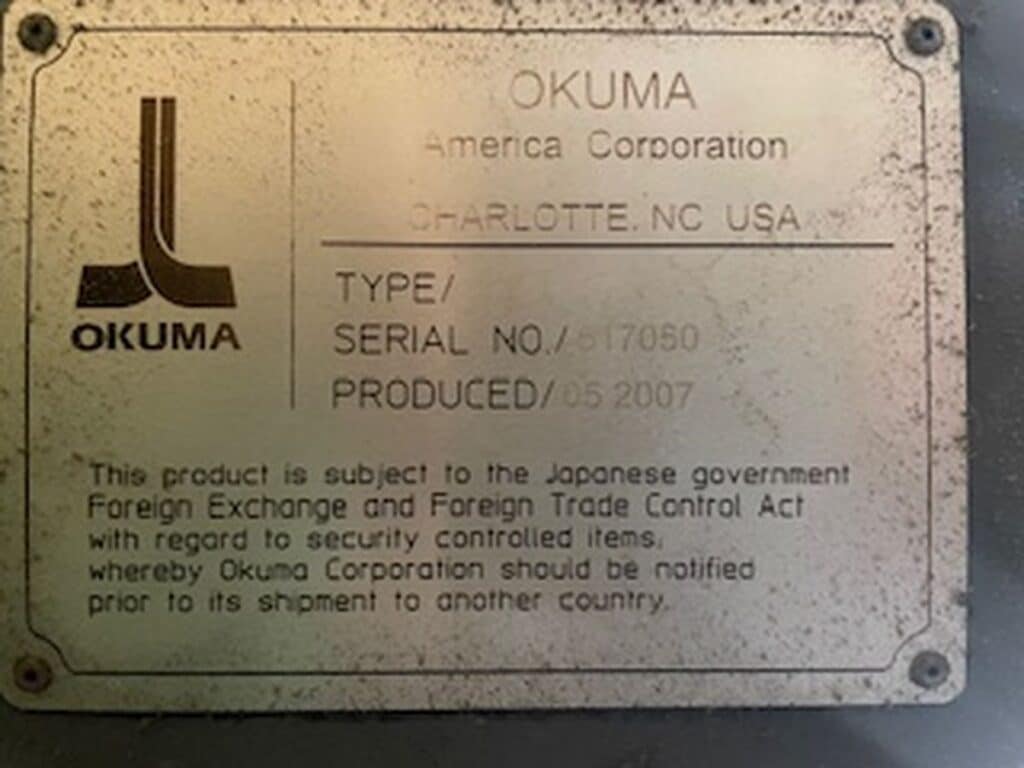 OKUMA
OKUMA
America Corporation
CHARLOTTE, NC USA
TYPE/
SERIAL NO./
PRODUCED/05 2007
This product is subject to the Japanese government
Foreign Exchange and Foreign Trade Control Act
with regard to security controlled items,
whereby Okuma Corporation should be notified
prior to its shipment to another country.